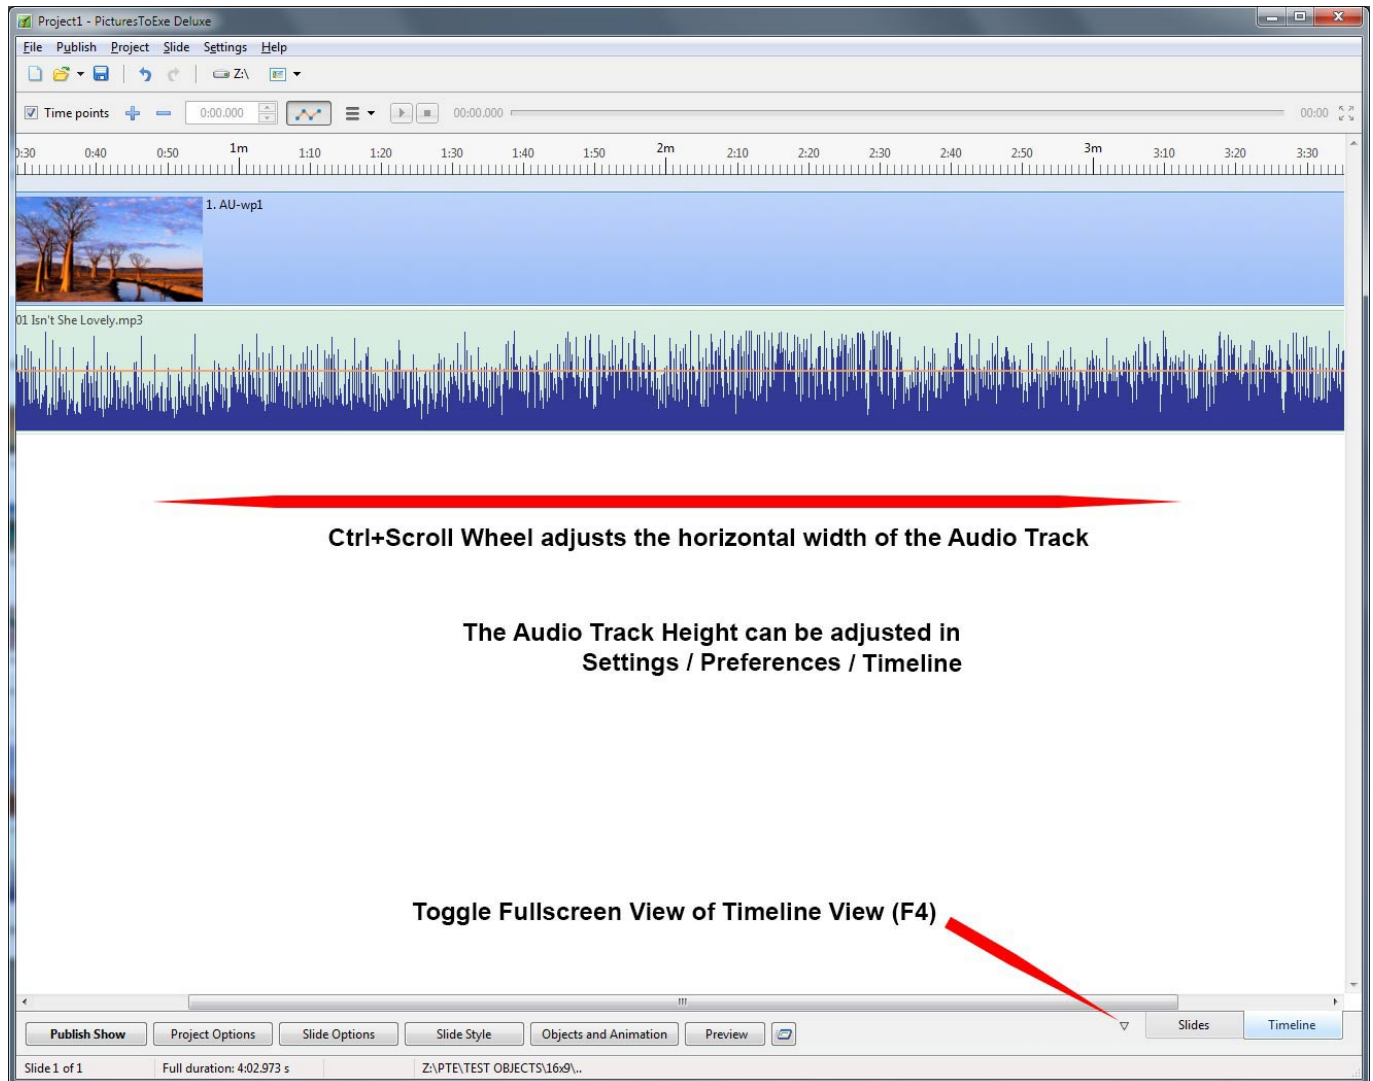 Project1 - PicturesToExe Deluxe
File Publish Project Slide Settings Help
Z:\
Time points 0:00.000 00:00.000 00:00
0:30 0:40 0:50 1m 1:10 1:20 1:30 1:40 1:50 2m 2:10 2:20 2:30 2:40 2:50 3m 3:10 3:20 3:30
1. AU-wp1
01 Isn't She Lovely.mp3
Ctrl+Scroll Wheel adjusts the horizontal width of the Audio Track
The Audio Track Height can be adjusted in
Settings / Preferences / Timeline
Toggle Fullscreen View of Timeline View (F4)
Publish Show Project Options Slide Options Slide Style Objects and Animation Preview Slides Timeline
Slide 1 of 1 Full duration: 4:02.973 s Z:\PTE\TEST OBJECTS\16x9\..